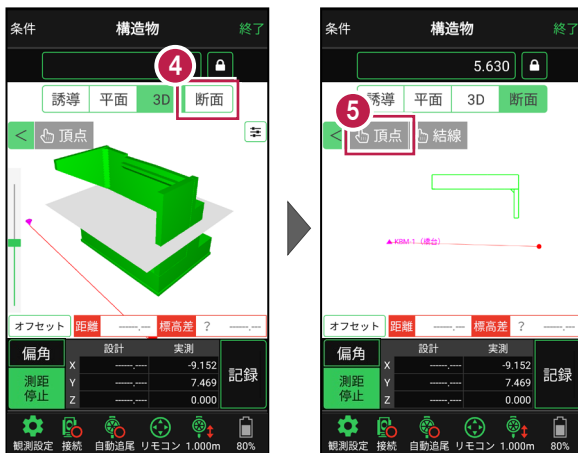 条件 構造物 終了
4
誘導 平面 3D 断面
< 頂点
オフセット 距離 ------.--- 標高差 ? ------.---
偏角 設計 実測
X ------.---- -9.152
測距停止 Y ------.---- 7.469 記録
Z ------.---- 0.000
観測設定 接続 自動追尾 リモコン 1.000m 80%
条件 構造物 終了
5.630
5
誘導 平面 3D 断面
< 頂点 結線
KBM-1（橋台）
オフセット 距離 ------.--- 標高差 ? ------.---
偏角 設計 実測
X ------.---- -9.152
測距停止 Y ------.---- 7.469 記録
Z ------.---- 0.000
観測設定 接続 自動追尾 リモコン 1.000m 80%